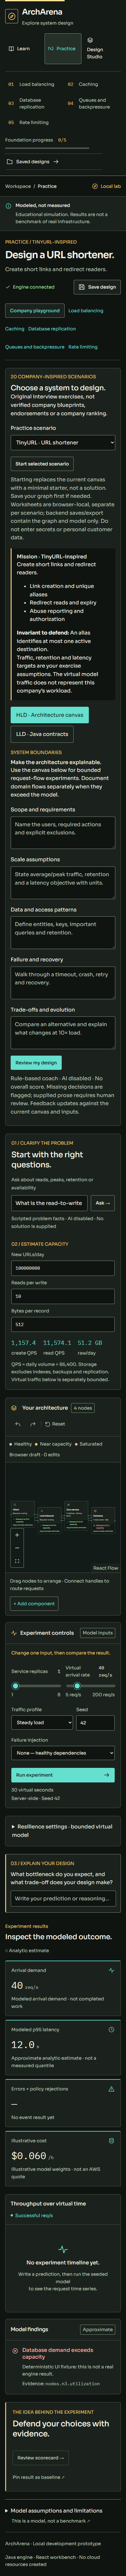 ArchArena
Explore system design
Learn
Practice
Design
Studio
01 Load balancing
02 Caching
03 Database
replication
04 Queues and
backpressure
05 Rate limiting
Foundation progress 0/5
Saved designs →
Workspace / Practice
Local lab
Modeled, not measured
Educational simulation. Results are not a
benchmark of real infrastructure.
PRACTICE / TINYURL-INSPIRED
Design a URL shortener.
Create short links and redirect readers.
Engine connected
Save design
Company playground
Load balancing
Caching
Database replication
Queues and backpressure
Rate limiting
20 COMPANY-INSPIRED SCENARIOS
Choose a system to design.
Original interview exercises, not
verified company blueprints,
endorsements or a company ranking.
Practice scenario
TinyURL · URL shortener
Start selected scenario
Starting replaces the current canvas
with a minimal starter, not a solution.
Save your graph first if needed.
Worksheets are browser-local, separate
per exercise; backend saves/exports
contain the graph and model only. Do
not enter secrets or personal customer
data.
Mission · TinyURL-inspired
Create short links and redirect
readers.
Link creation and unique
aliases
Redirect reads and expiry
Abuse reporting and
authorization
Invariant to defend: An alias
identifies at most one active
destination.
Traffic, retention and latency
targets are your exercise
assumptions. The virtual model
traffic does not represent this
company's workload.
HLD · Architecture canvas
LLD · Java contracts
SYSTEM BOUNDARIES
Make the architecture explainable.
Use the canvas below for bounded
request-flow experiments. Document
domain flows separately when they
exceed the model.
Scope and requirements
Name the users, required actions
and explicit exclusions.
Scale assumptions
State average/peak traffic, retention
and a latency objective with units.
Data and access patterns
Define entities, keys, important
queries and retention.
Failure and recovery
Walk through a timeout, crash, retry
and recovery.
Trade-offs and evolution
Compare an alternative and explain
what changes at 10× load.
Review my design
Rule-based coach · AI disabled · No
overall score. Missing decisions are
flagged; supplied prose requires human
review. Feedback updates against the
current canvas and inputs.
01 / CLARIFY THE PROBLEM
Start with the right
questions.
Ask about reads, peaks, retention or
availability
What is the read-to-write
Ask →
Scripted problem facts · AI disabled · No
solution is supplied
02 / ESTIMATE CAPACITY
New URLs/day
100000000
Reads per write
10
Bytes per record
512
1,157.4
create QPS
11,574.1
read QPS
51.2 GB
raw/day
QPS = daily volume ÷ 86,400. Storage
excludes indexes, backups and replication.
Virtual traffic below is separately bounded.
Your architecture
4 nodes
Reset
Healthy Near capacity Saturated
Browser draft · 0 edits
React Flow
Drag nodes to arrange · Connect handles to
route requests
+ Add component
Experiment controls
Model inputs
Change one input, then compare the result.
Service replicas 1
1 8
Virtual
arrival rate
40
req/s
5 req/s 200 req/s
Traffic profile
Steady load
Seed
42
Failure injection
None — healthy dependencies
Run experiment →
30 virtual seconds
Server-side · Seed 42
Resilience settings · bounded virtual
model
03 / EXPLAIN YOUR DESIGN
What bottleneck do you expect, and
what trade-off does your design make?
Write your prediction or reasoning...
Experiment results
Inspect the modeled outcome.
Analytic estimate
Arrival demand
40 req/s
Modeled arrival demand · not completed
work
Modeled p95 latency
12.0 s
Approximate analytic estimate · not a
measured quantile
Errors + policy rejections
—
No event result yet
Illustrative cost
$0.060 /h
Illustrative model weights · not an AWS
quote
Throughput over virtual time
Successful req/s
No experiment timeline yet.
Write a prediction, then run the seeded
model
to see the request time series.
Model findings
Approximate
Database demand exceeds
capacity
Deterministic UI fixture: this is not a real
engine result.
Evidence: nodes.n3.utilization
THE IDEA BEHIND THE EXPERIMENT
Defend your choices with
evidence.
Review scorecard →
Pin result as baseline ↗
Model assumptions and limitations
This is a model, not a benchmark ↗
ArchArena · Local development prototype
Java engine · React workbench · No cloud
resources created